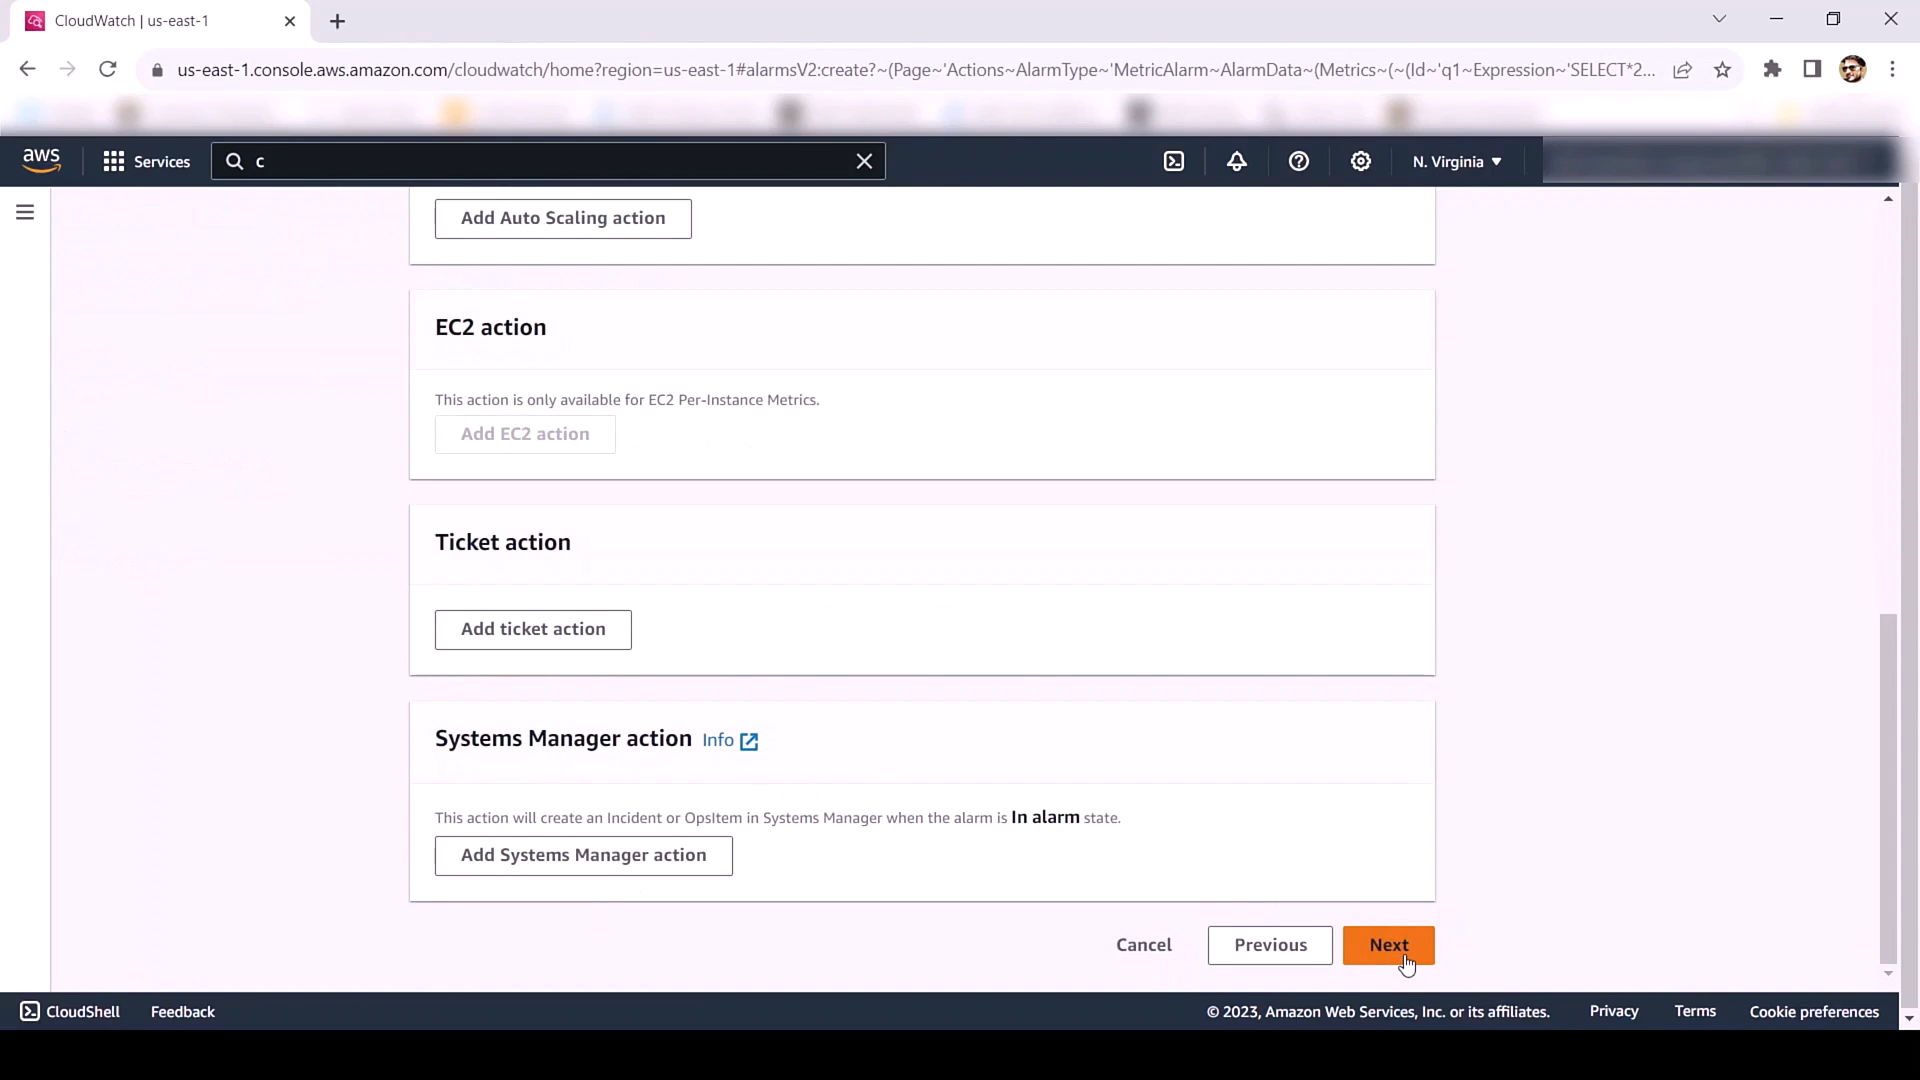 CloudWatch | us-east-1
us-east-1.console.aws.amazon.com/cloudwatch/home?region=us-east-1#alarmsV2:create?~(Page~'Actions~AlarmType~'MetricAlarm~AlarmData~(Metrics~(~(Id~'q1~Expression~'SELECT*2...
aws
Services
c
N. Virginia
Add Auto Scaling action
EC2 action
This action is only available for EC2 Per-Instance Metrics.
Add EC2 action
Ticket action
Add ticket action
Systems Manager action Info
This action will create an Incident or OpsItem in Systems Manager when the alarm is In alarm state.
Add Systems Manager action
Cancel
Previous
Next
CloudShell
Feedback
© 2023, Amazon Web Services, Inc. or its affiliates.
Privacy
Terms
Cookie preferences